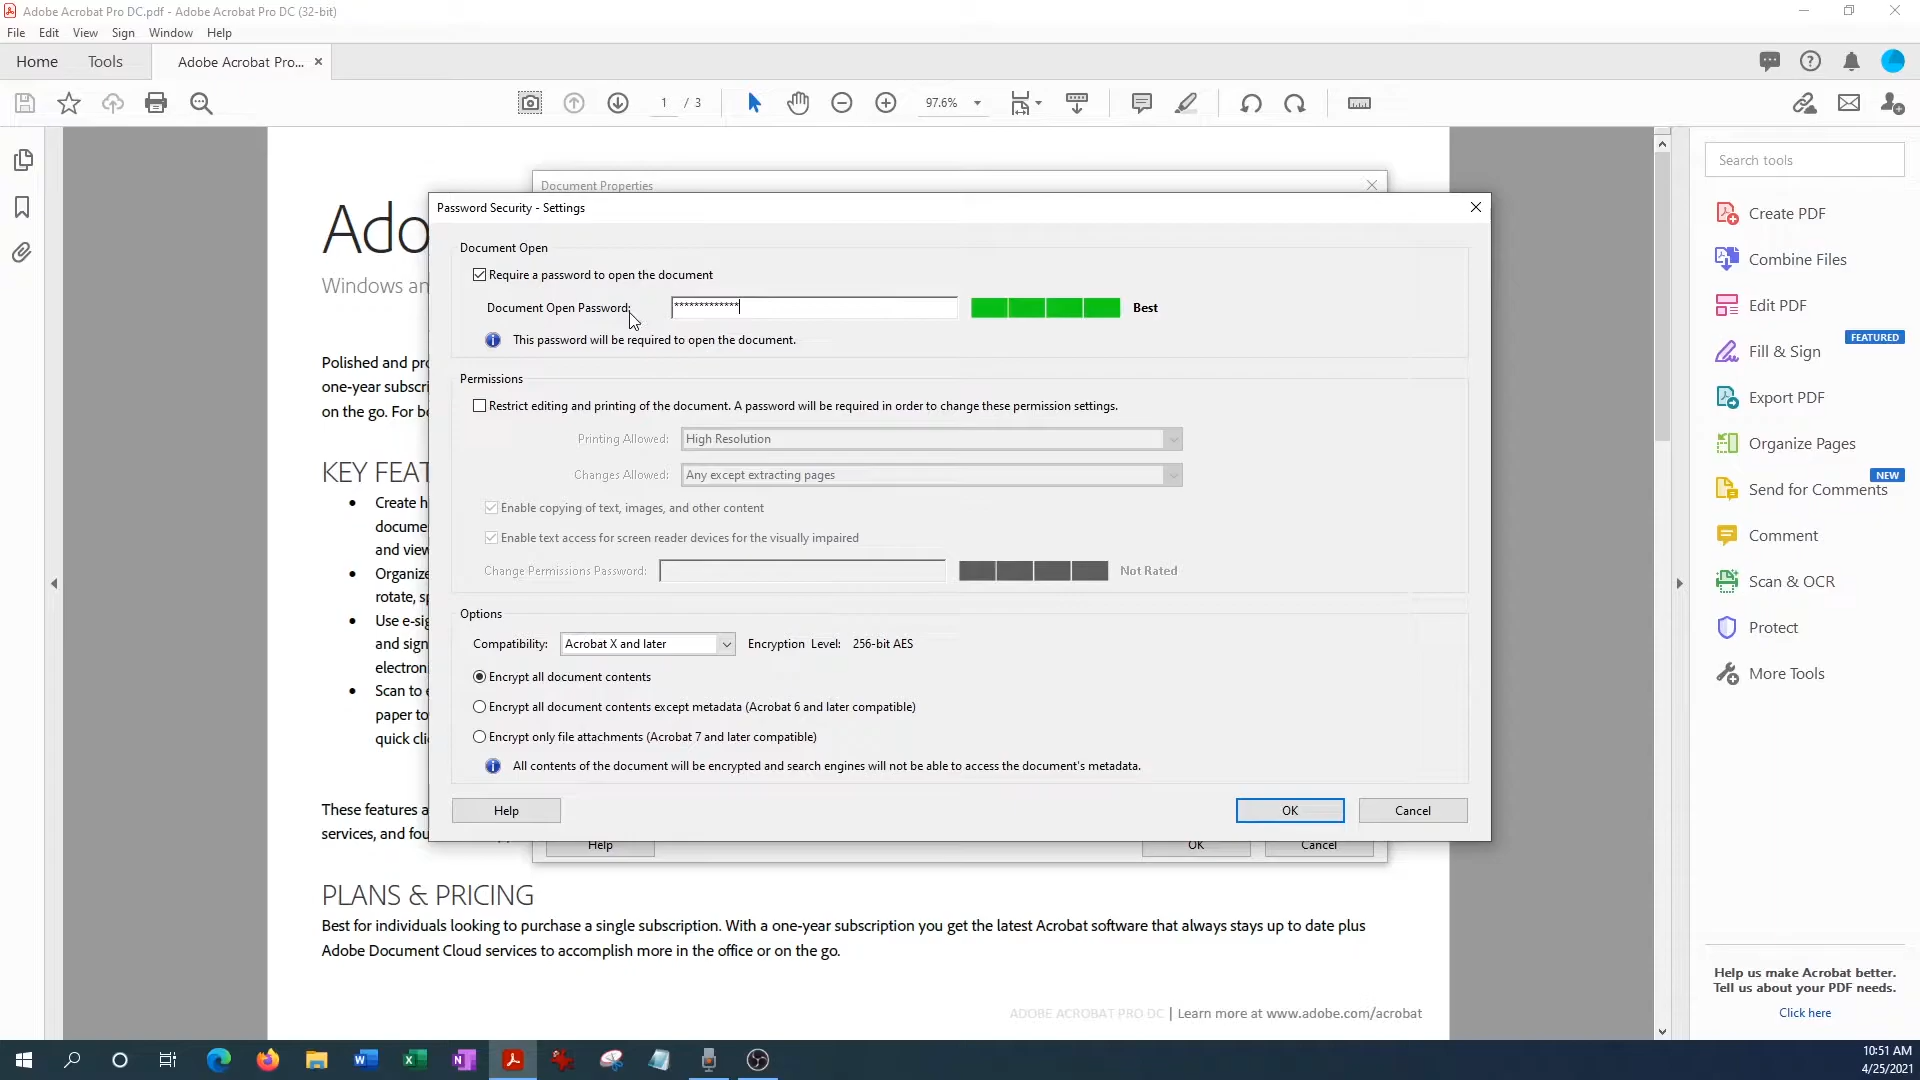 Adobe Acrobat Pro DC.pdf - Adobe Acrobat Pro DC (32-bit)
File Edit View Sign Window Help
Home Tools Adobe Acrobat Pro...
1 / 3 97.6%
Search tools
Create PDF
Combine Files
Edit PDF
FEATURED
Fill & Sign
Export PDF
Organize Pages
NEW
Send for Comments
Comment
Scan & OCR
Protect
More Tools
Help us make Acrobat better.
Tell us about your PDF needs.
Click here
Document Properties
Password Security - Settings
Document Open
Require a password to open the document
Document Open Password: ************* Best
This password will be required to open the document.
Permissions
Restrict editing and printing of the document. A password will be required in order to change these permission settings.
Printing Allowed: High Resolution
Changes Allowed: Any except extracting pages
Enable copying of text, images, and other content
Enable text access for screen reader devices for the visually impaired
Change Permissions Password: Not Rated
Options
Compatibility: Acrobat X and later Encryption Level: 256-bit AES
Encrypt all document contents
Encrypt all document contents except metadata (Acrobat 6 and later compatible)
Encrypt only file attachments (Acrobat 7 and later compatible)
All contents of the document will be encrypted and search engines will not be able to access the document's metadata.
Help OK Cancel
Help OK Cancel
Ado
Windows an
Polished and pr
one-year subscri
on the go. For be
KEY FEAT
Create h
docume
and view
Organize
rotate, sp
Use e-sig
and sign
electroni
Scan to e
paper to
quick cli
These features a
services, and fou
PLANS & PRICING
Best for individuals looking to purchase a single subscription. With a one-year subscription you get the latest Acrobat software that always stays up to date plus
Adobe Document Cloud services to accomplish more in the office or on the go.
ADOBE ACROBAT PRO DC | Learn more at www.adobe.com/acrobat
10:51 AM
4/25/2021